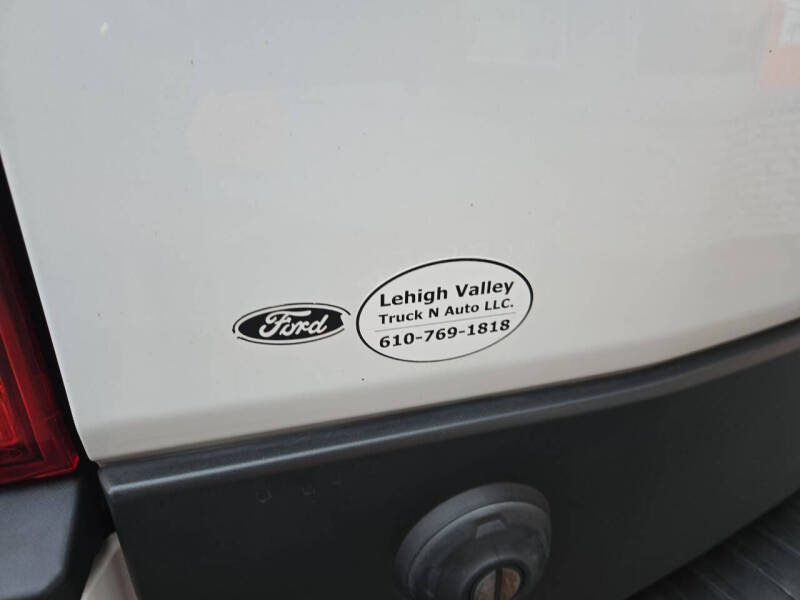 Ford
Lehigh Valley
Truck N Auto LLC.
610-769-1818